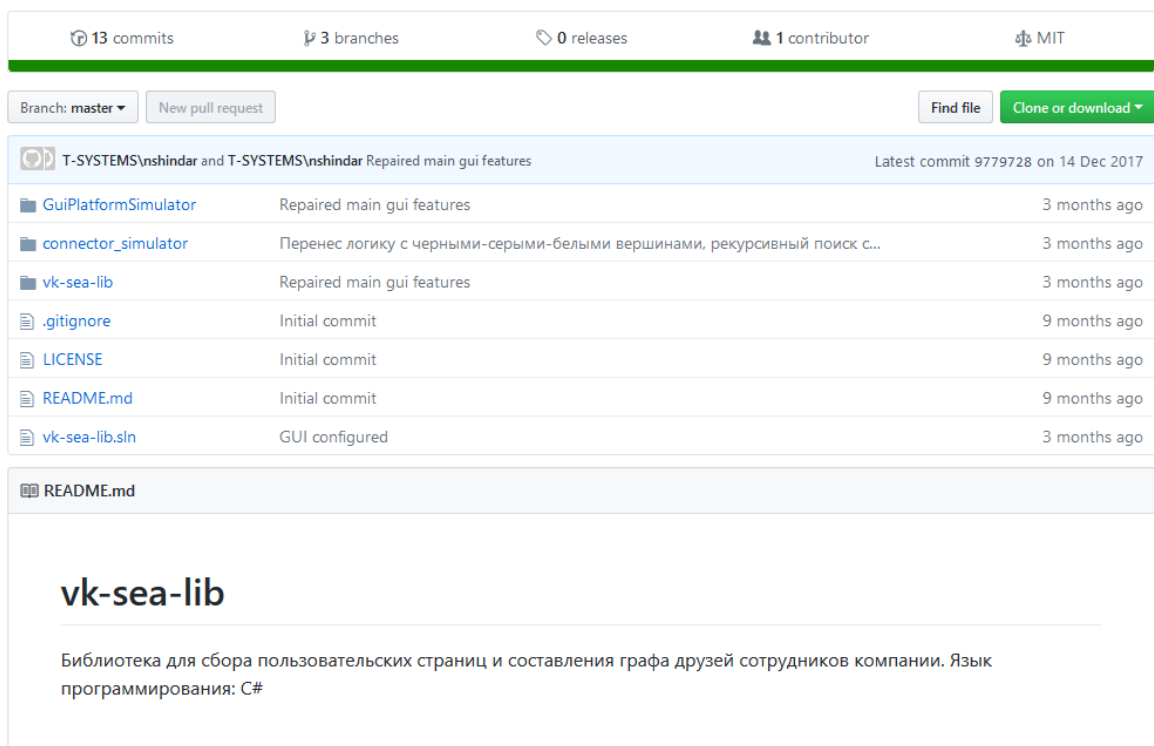 13 commits 3 branches 0 releases 1 contributor MIT
Branch: master New pull request Find file Clone or download
T-SYSTEMS\nshindar and T-SYSTEMS\nshindar Repaired main gui features Latest commit 9779728 on 14 Dec 2017
GuiPlatformSimulator Repaired main gui features 3 months ago
connector_simulator Перенес логику с черными-серыми-белыми вершинами, рекурсивный поиск с... 3 months ago
vk-sea-lib Repaired main gui features 3 months ago
.gitignore Initial commit 9 months ago
LICENSE Initial commit 9 months ago
README.md Initial commit 9 months ago
vk-sea-lib.sln GUI configured 3 months ago
README.md
vk-sea-lib
Библиотека для сбора пользовательских страниц и составления графа друзей сотрудников компании. Язык
программирования: C#